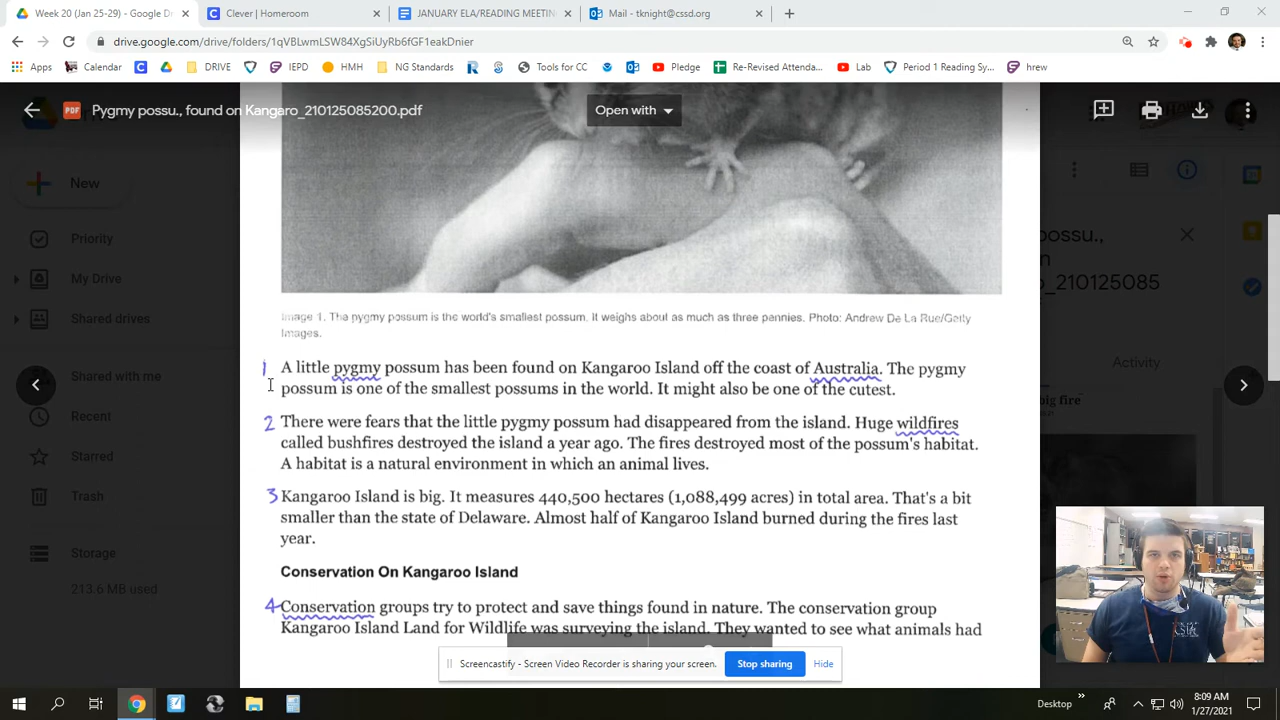 Week 20 (Jan 25-29) - Google Dr
Clever | Homeroom
JANUARY ELA/READING MEETIN
Mail - tknight@cssd.org
drive.google.com/drive/folders/1qVBLwmLSW84XgSiUyRb6fGF1eakDnier
Apps
Calendar
DRIVE
IEPD
HMH
NG Standards
Tools for CC
Pledge
Re-Revised Attenda...
Lab
Period 1 Reading Sy...
hrew
Pygmy possu., found on Kangaro_210125085200.pdf
Open with
New
Priority
My Drive
Shared drives
Shared with me
Recent
Starred
Trash
Storage
213.6 MB used
possu.,
210125085
Activity
big fire
Image 1. The pygmy possum is the world's smallest possum. It weighs about as much as three pennies. Photo: Andrew De La Rue/Getty
Images.
1 A little pygmy possum has been found on Kangaroo Island off the coast of Australia. The pygmy
possum is one of the smallest possums in the world. It might also be one of the cutest.
2 There were fears that the little pygmy possum had disappeared from the island. Huge wildfires
called bushfires destroyed the island a year ago. The fires destroyed most of the possum's habitat.
A habitat is a natural environment in which an animal lives.
3 Kangaroo Island is big. It measures 440,500 hectares (1,088,499 acres) in total area. That's a bit
smaller than the state of Delaware. Almost half of Kangaroo Island burned during the fires last
year.
Conservation On Kangaroo Island
4 Conservation groups try to protect and save things found in nature. The conservation group
Kangaroo Island Land for Wildlife was surveying the island. They wanted to see what animals had
Screencastify - Screen Video Recorder is sharing your screen.
Stop sharing
Hide
Desktop
8:09 AM
1/27/2021